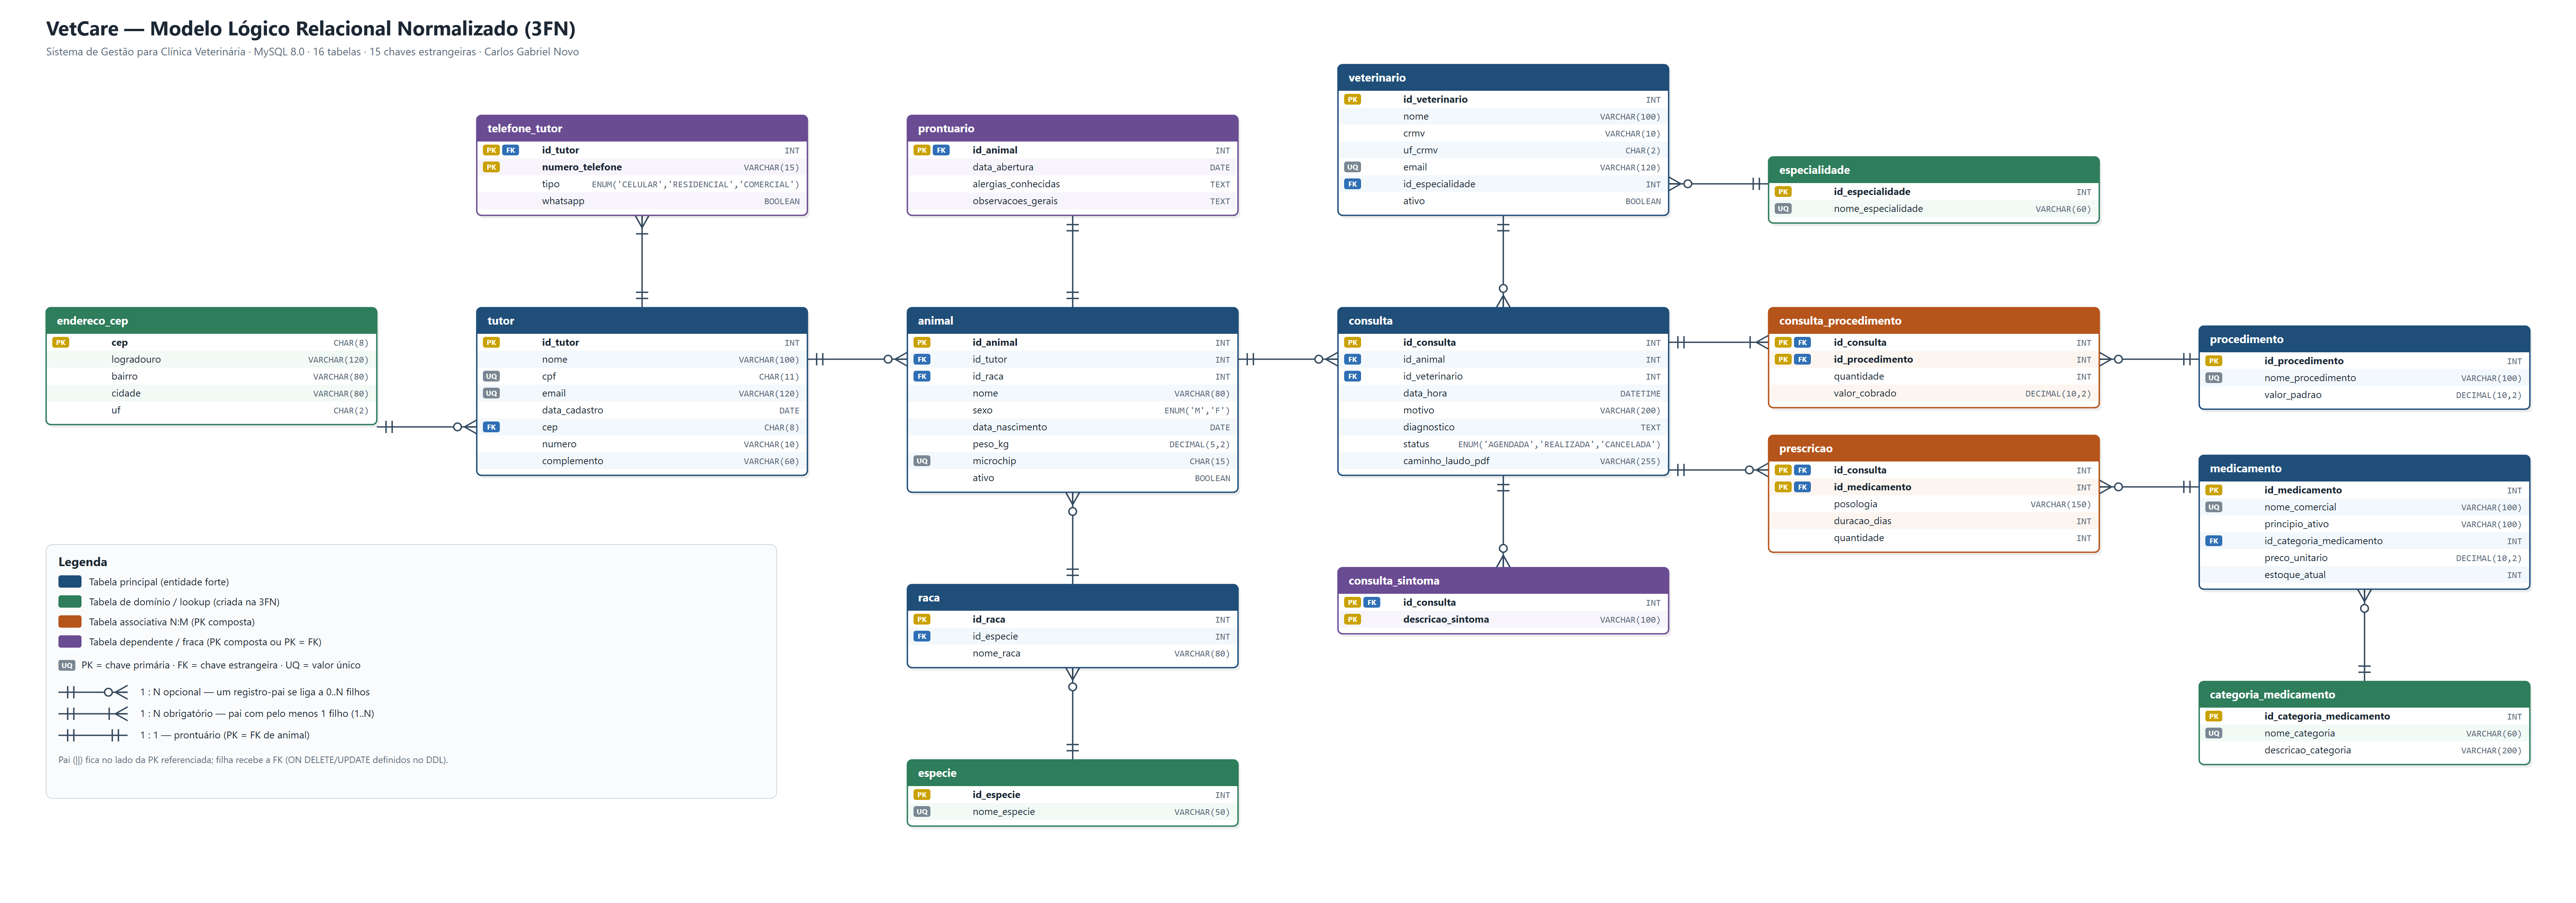 VetCare — Modelo Lógico Relacional Normalizado (3FN)
Sistema de Gestão para Clínica Veterinária · MySQL 8.0 · 16 tabelas · 15 chaves estrangeiras · Carlos Gabriel Novo
veterinario
PK id_veterinario INT
nome VARCHAR(100)
crmv VARCHAR(10)
uf_crmv CHAR(2)
UQ email VARCHAR(120)
FK id_especialidade INT
ativo BOOLEAN
telefone_tutor
PK FK id_tutor INT
PK numero_telefone VARCHAR(15)
tipo ENUM('CELULAR','RESIDENCIAL','COMERCIAL')
whatsapp BOOLEAN
prontuario
PK FK id_animal INT
data_abertura DATE
alergias_conhecidas TEXT
observacoes_gerais TEXT
especialidade
PK id_especialidade INT
UQ nome_especialidade VARCHAR(60)
endereco_cep
PK cep CHAR(8)
logradouro VARCHAR(120)
bairro VARCHAR(80)
cidade VARCHAR(80)
uf CHAR(2)
tutor
PK id_tutor INT
nome VARCHAR(100)
UQ cpf CHAR(11)
UQ email VARCHAR(120)
data_cadastro DATE
FK cep CHAR(8)
numero VARCHAR(10)
complemento VARCHAR(60)
animal
PK id_animal INT
FK id_tutor INT
FK id_raca INT
nome VARCHAR(80)
sexo ENUM('M','F')
data_nascimento DATE
peso_kg DECIMAL(5,2)
UQ microchip CHAR(15)
ativo BOOLEAN
consulta
PK id_consulta INT
FK id_animal INT
FK id_veterinario INT
data_hora DATETIME
motivo VARCHAR(200)
diagnostico TEXT
status ENUM('AGENDADA','REALIZADA','CANCELADA')
caminho_laudo_pdf VARCHAR(255)
consulta_procedimento
PK FK id_consulta INT
PK FK id_procedimento INT
quantidade INT
valor_cobrado DECIMAL(10,2)
procedimento
PK id_procedimento INT
UQ nome_procedimento VARCHAR(100)
valor_padrao DECIMAL(10,2)
prescricao
PK FK id_consulta INT
PK FK id_medicamento INT
posologia VARCHAR(150)
duracao_dias INT
quantidade INT
medicamento
PK id_medicamento INT
UQ nome_comercial VARCHAR(100)
principio_ativo VARCHAR(100)
FK id_categoria_medicamento INT
preco_unitario DECIMAL(10,2)
estoque_atual INT
Legenda
Tabela principal (entidade forte)
Tabela de domínio / lookup (criada na 3FN)
Tabela associativa N:M (PK composta)
Tabela dependente / fraca (PK composta ou PK = FK)
UQ PK = chave primária · FK = chave estrangeira · UQ = valor único
1 : N opcional — um registro-pai se liga a 0..N filhos
1 : N obrigatório — pai com pelo menos 1 filho (1..N)
1 : 1 — prontuário (PK = FK de animal)
Pai (||) fica no lado da PK referenciada; filha recebe a FK (ON DELETE/UPDATE definidos no DDL).
raca
PK id_raca INT
FK id_especie INT
nome_raca VARCHAR(80)
consulta_sintoma
PK FK id_consulta INT
PK descricao_sintoma VARCHAR(100)
categoria_medicamento
PK id_categoria_medicamento INT
UQ nome_categoria VARCHAR(60)
descricao_categoria VARCHAR(200)
especie
PK id_especie INT
UQ nome_especie VARCHAR(50)